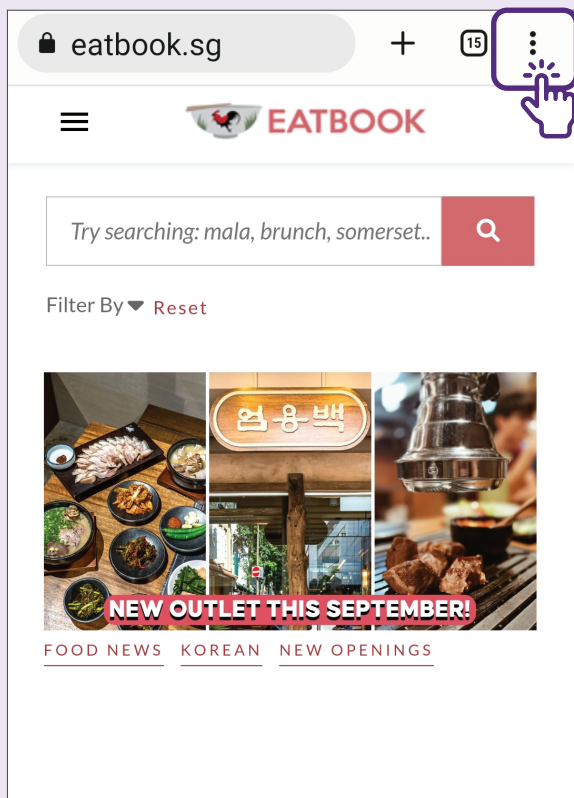 eatbook.sg
15
EATBOOK
Try searching: mala, brunch, somerset..
Filter By Reset
엄용백
NEW OUTLET THIS SEPTEMBER!
FOOD NEWS KOREAN NEW OPENINGS